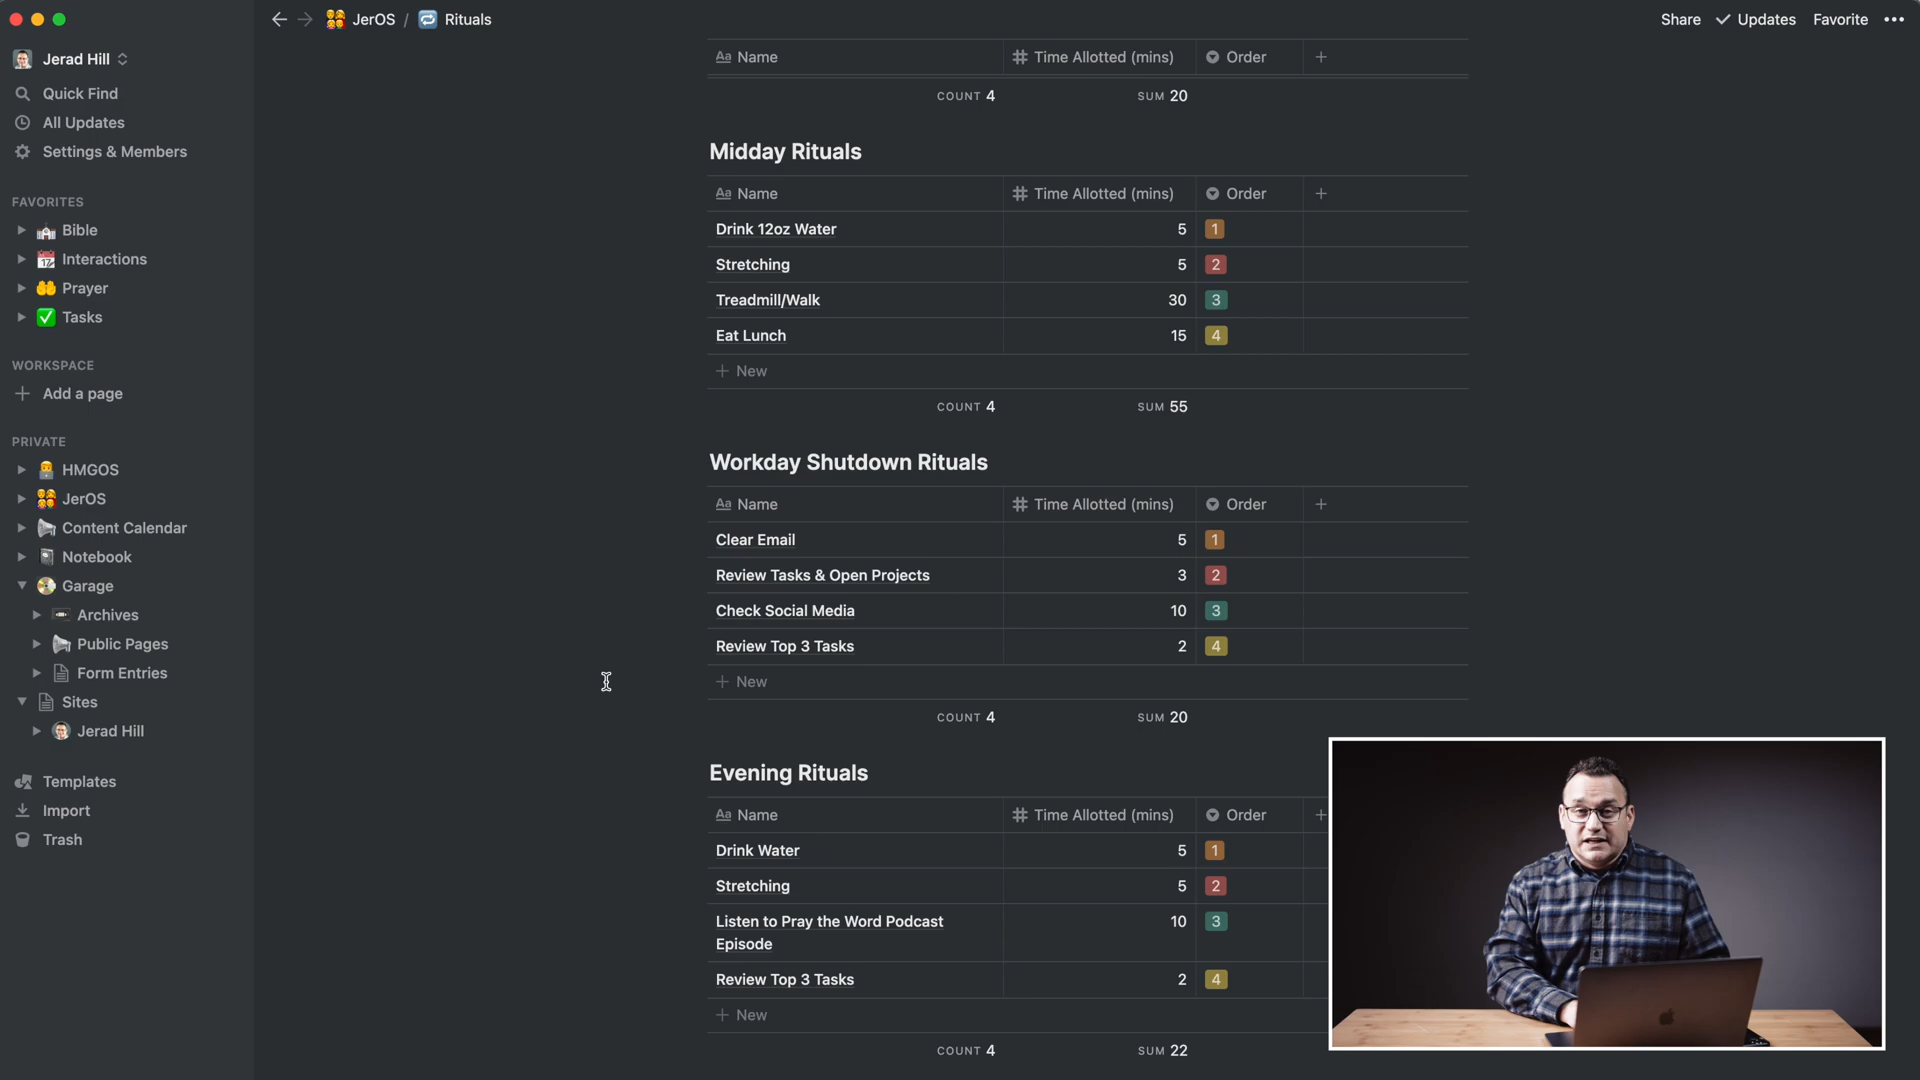 JerOS / Rituals
Share Updates Favorite
Jerad Hill
Quick Find
All Updates
Settings & Members
FAVORITES
Bible
Interactions
Prayer
Tasks
WORKSPACE
Add a page
PRIVATE
HMGOS
JerOS
Content Calendar
Notebook
Garage
Archives
Public Pages
Form Entries
Sites
Jerad Hill
Templates
Import
Trash
Aa Name # Time Allotted (mins) Order +
COUNT 4 SUM 20
Midday Rituals
Aa Name # Time Allotted (mins) Order +
Drink 12oz Water 5 1
Stretching 5 2
Treadmill/Walk 30 3
Eat Lunch 15 4
+ New
COUNT 4 SUM 55
Workday Shutdown Rituals
Aa Name # Time Allotted (mins) Order +
Clear Email 5 1
Review Tasks & Open Projects 3 2
Check Social Media 10 3
Review Top 3 Tasks 2 4
+ New
COUNT 4 SUM 20
Evening Rituals
Aa Name # Time Allotted (mins) Order +
Drink Water 5 1
Stretching 5 2
Listen to Pray the Word Podcast 10 3
Episode
Review Top 3 Tasks 2 4
+ New
COUNT 4 SUM 22